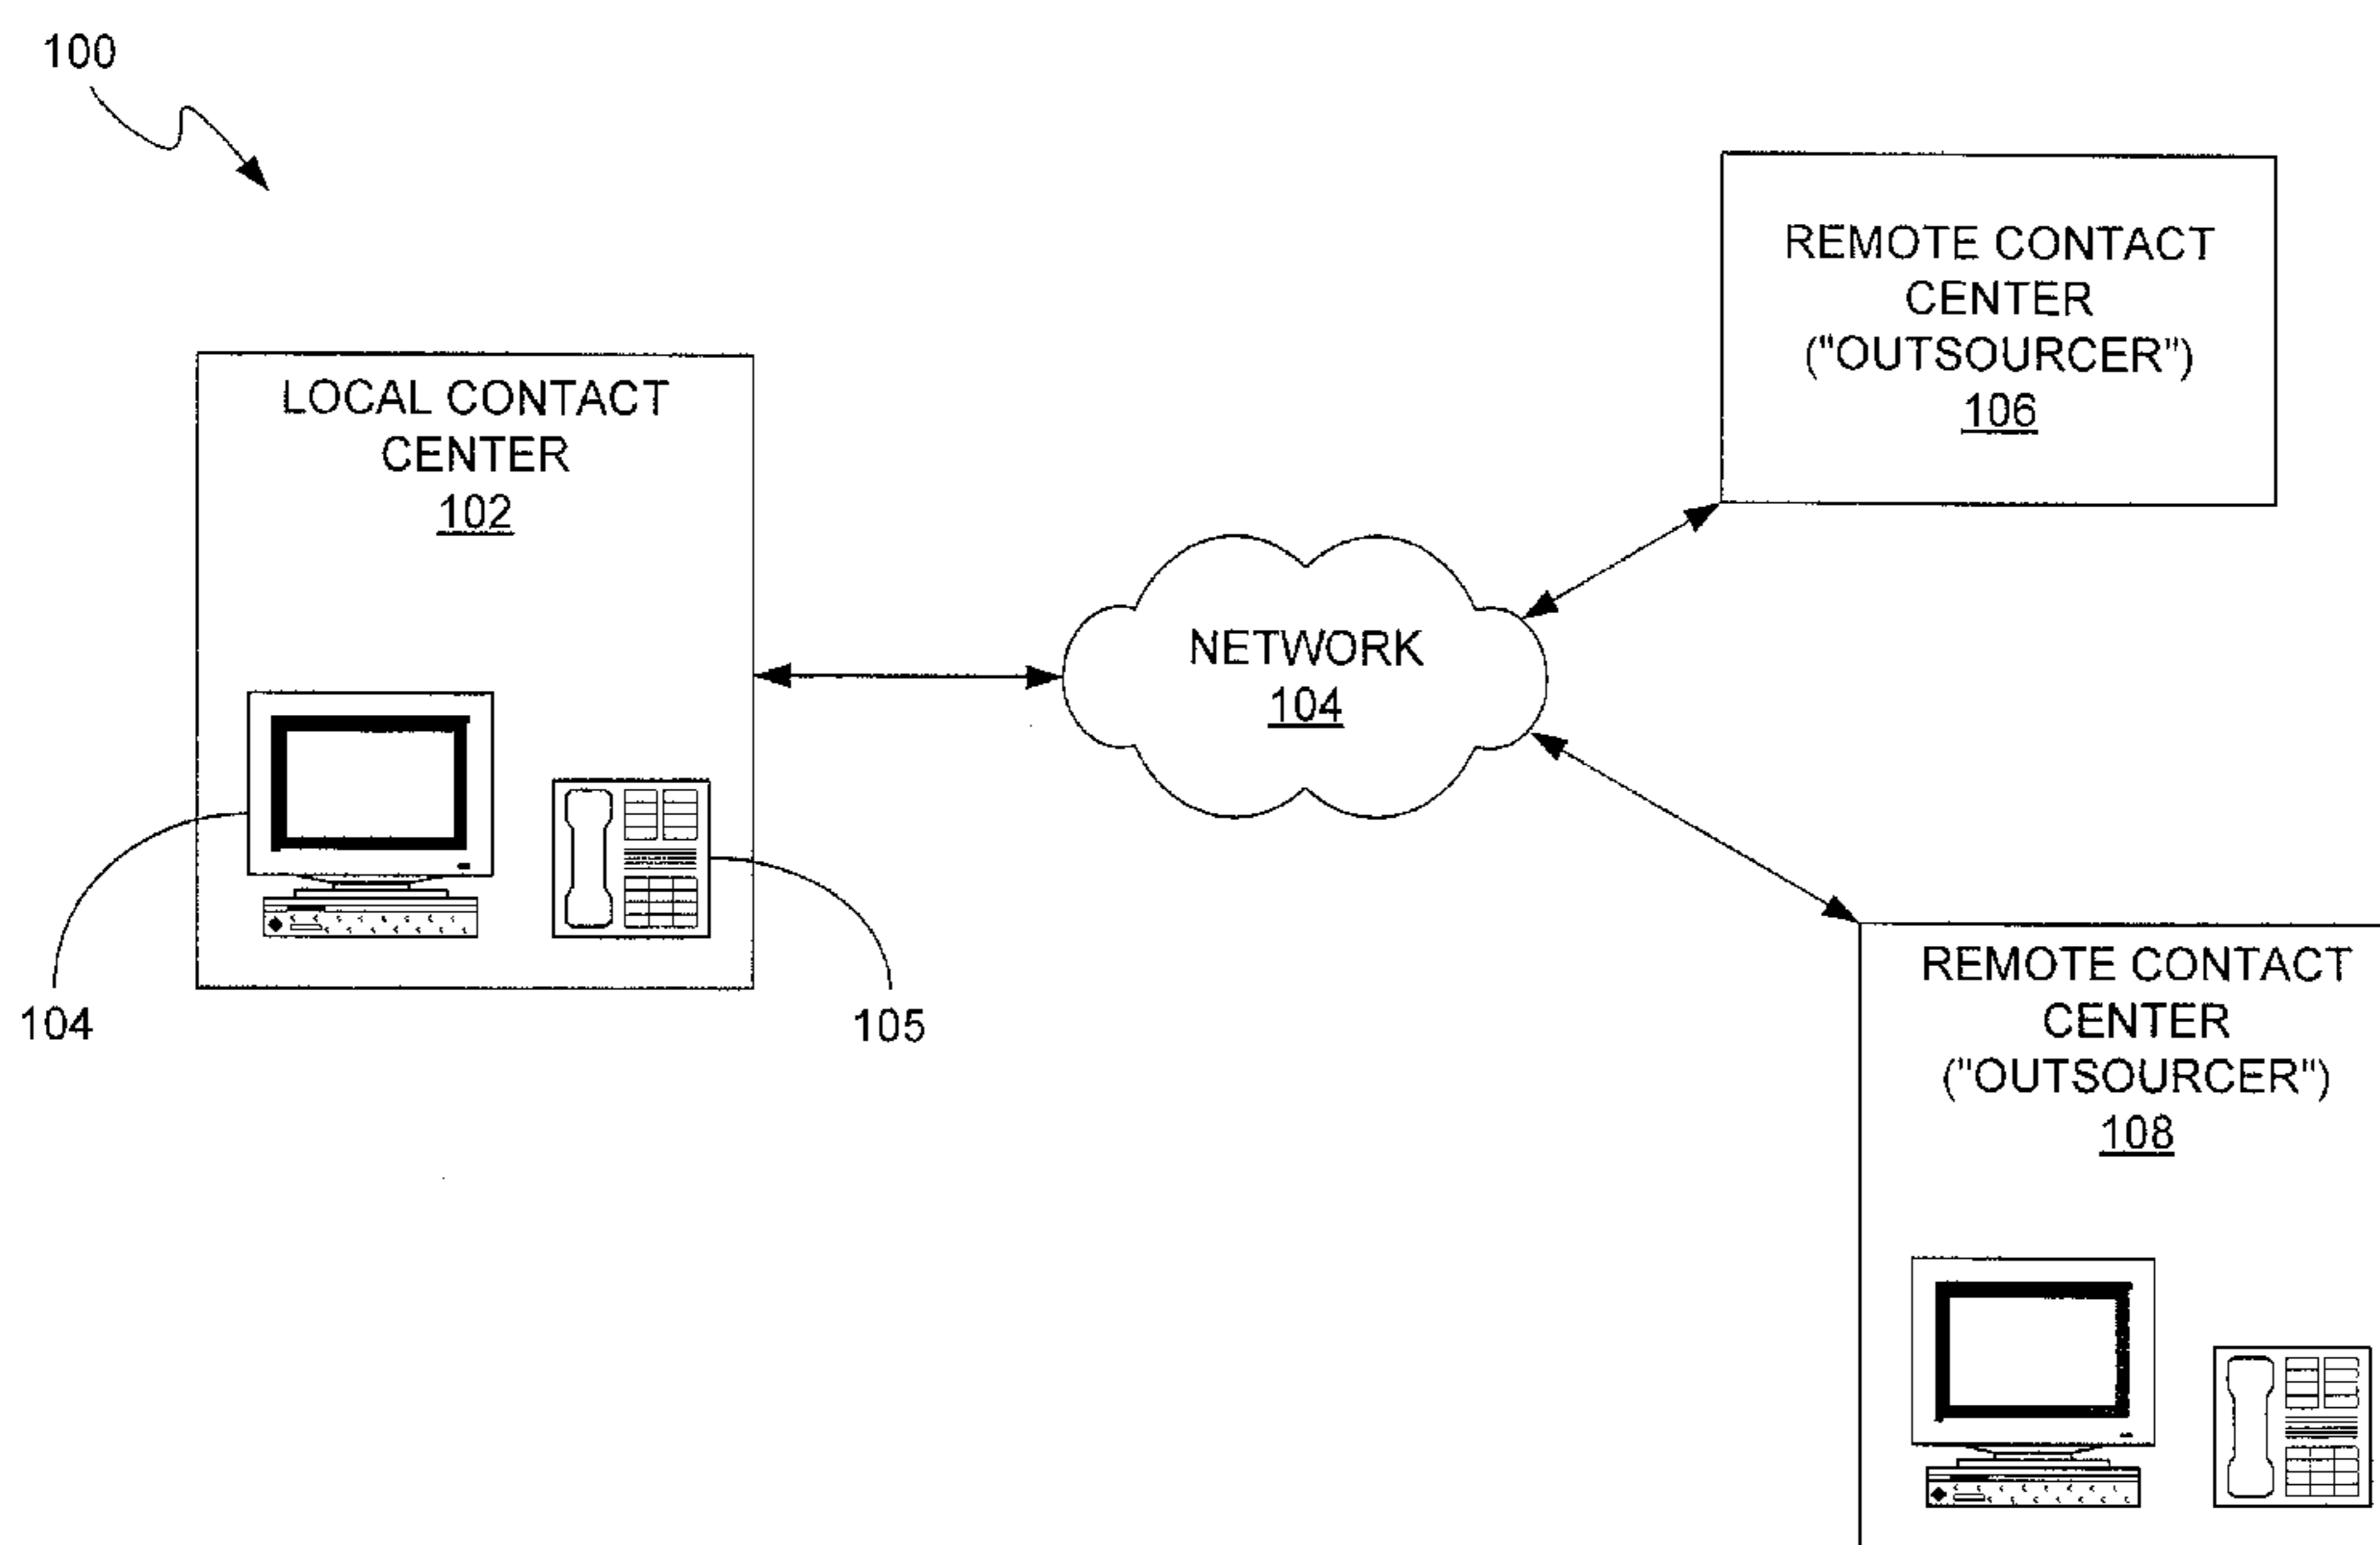 100
REMOTE CONTACT
CENTER
("OUTSOURCER")
106
LOCAL CONTACT
CENTER
102
NETWORK
104
104
105
REMOTE CONTACT
CENTER
("OUTSOURCER")
108